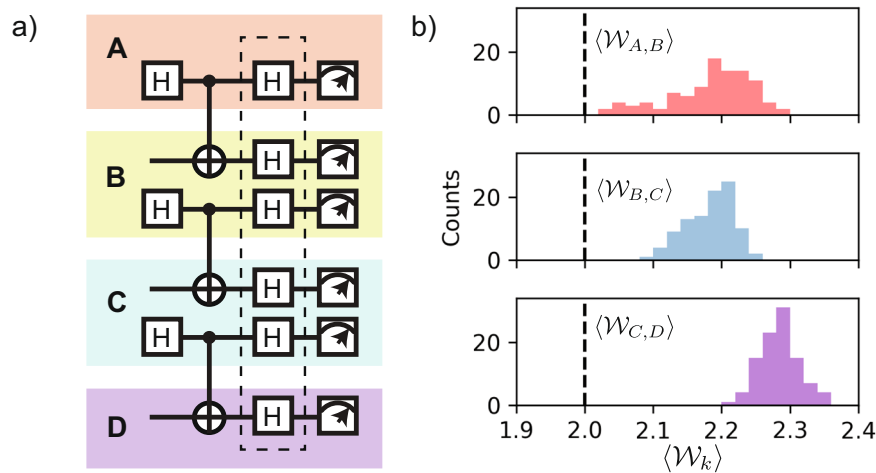 a)
A
H
H
B
H
H
H
C
H
H
H
D
H
b)
20
0
⟨𝒲_{A,B}⟩
Counts
20
0
⟨𝒲_{B,C}⟩
20
0
⟨𝒲_{C,D}⟩
1.9 2.0 2.1 2.2 2.3 2.4
⟨𝒲_k⟩